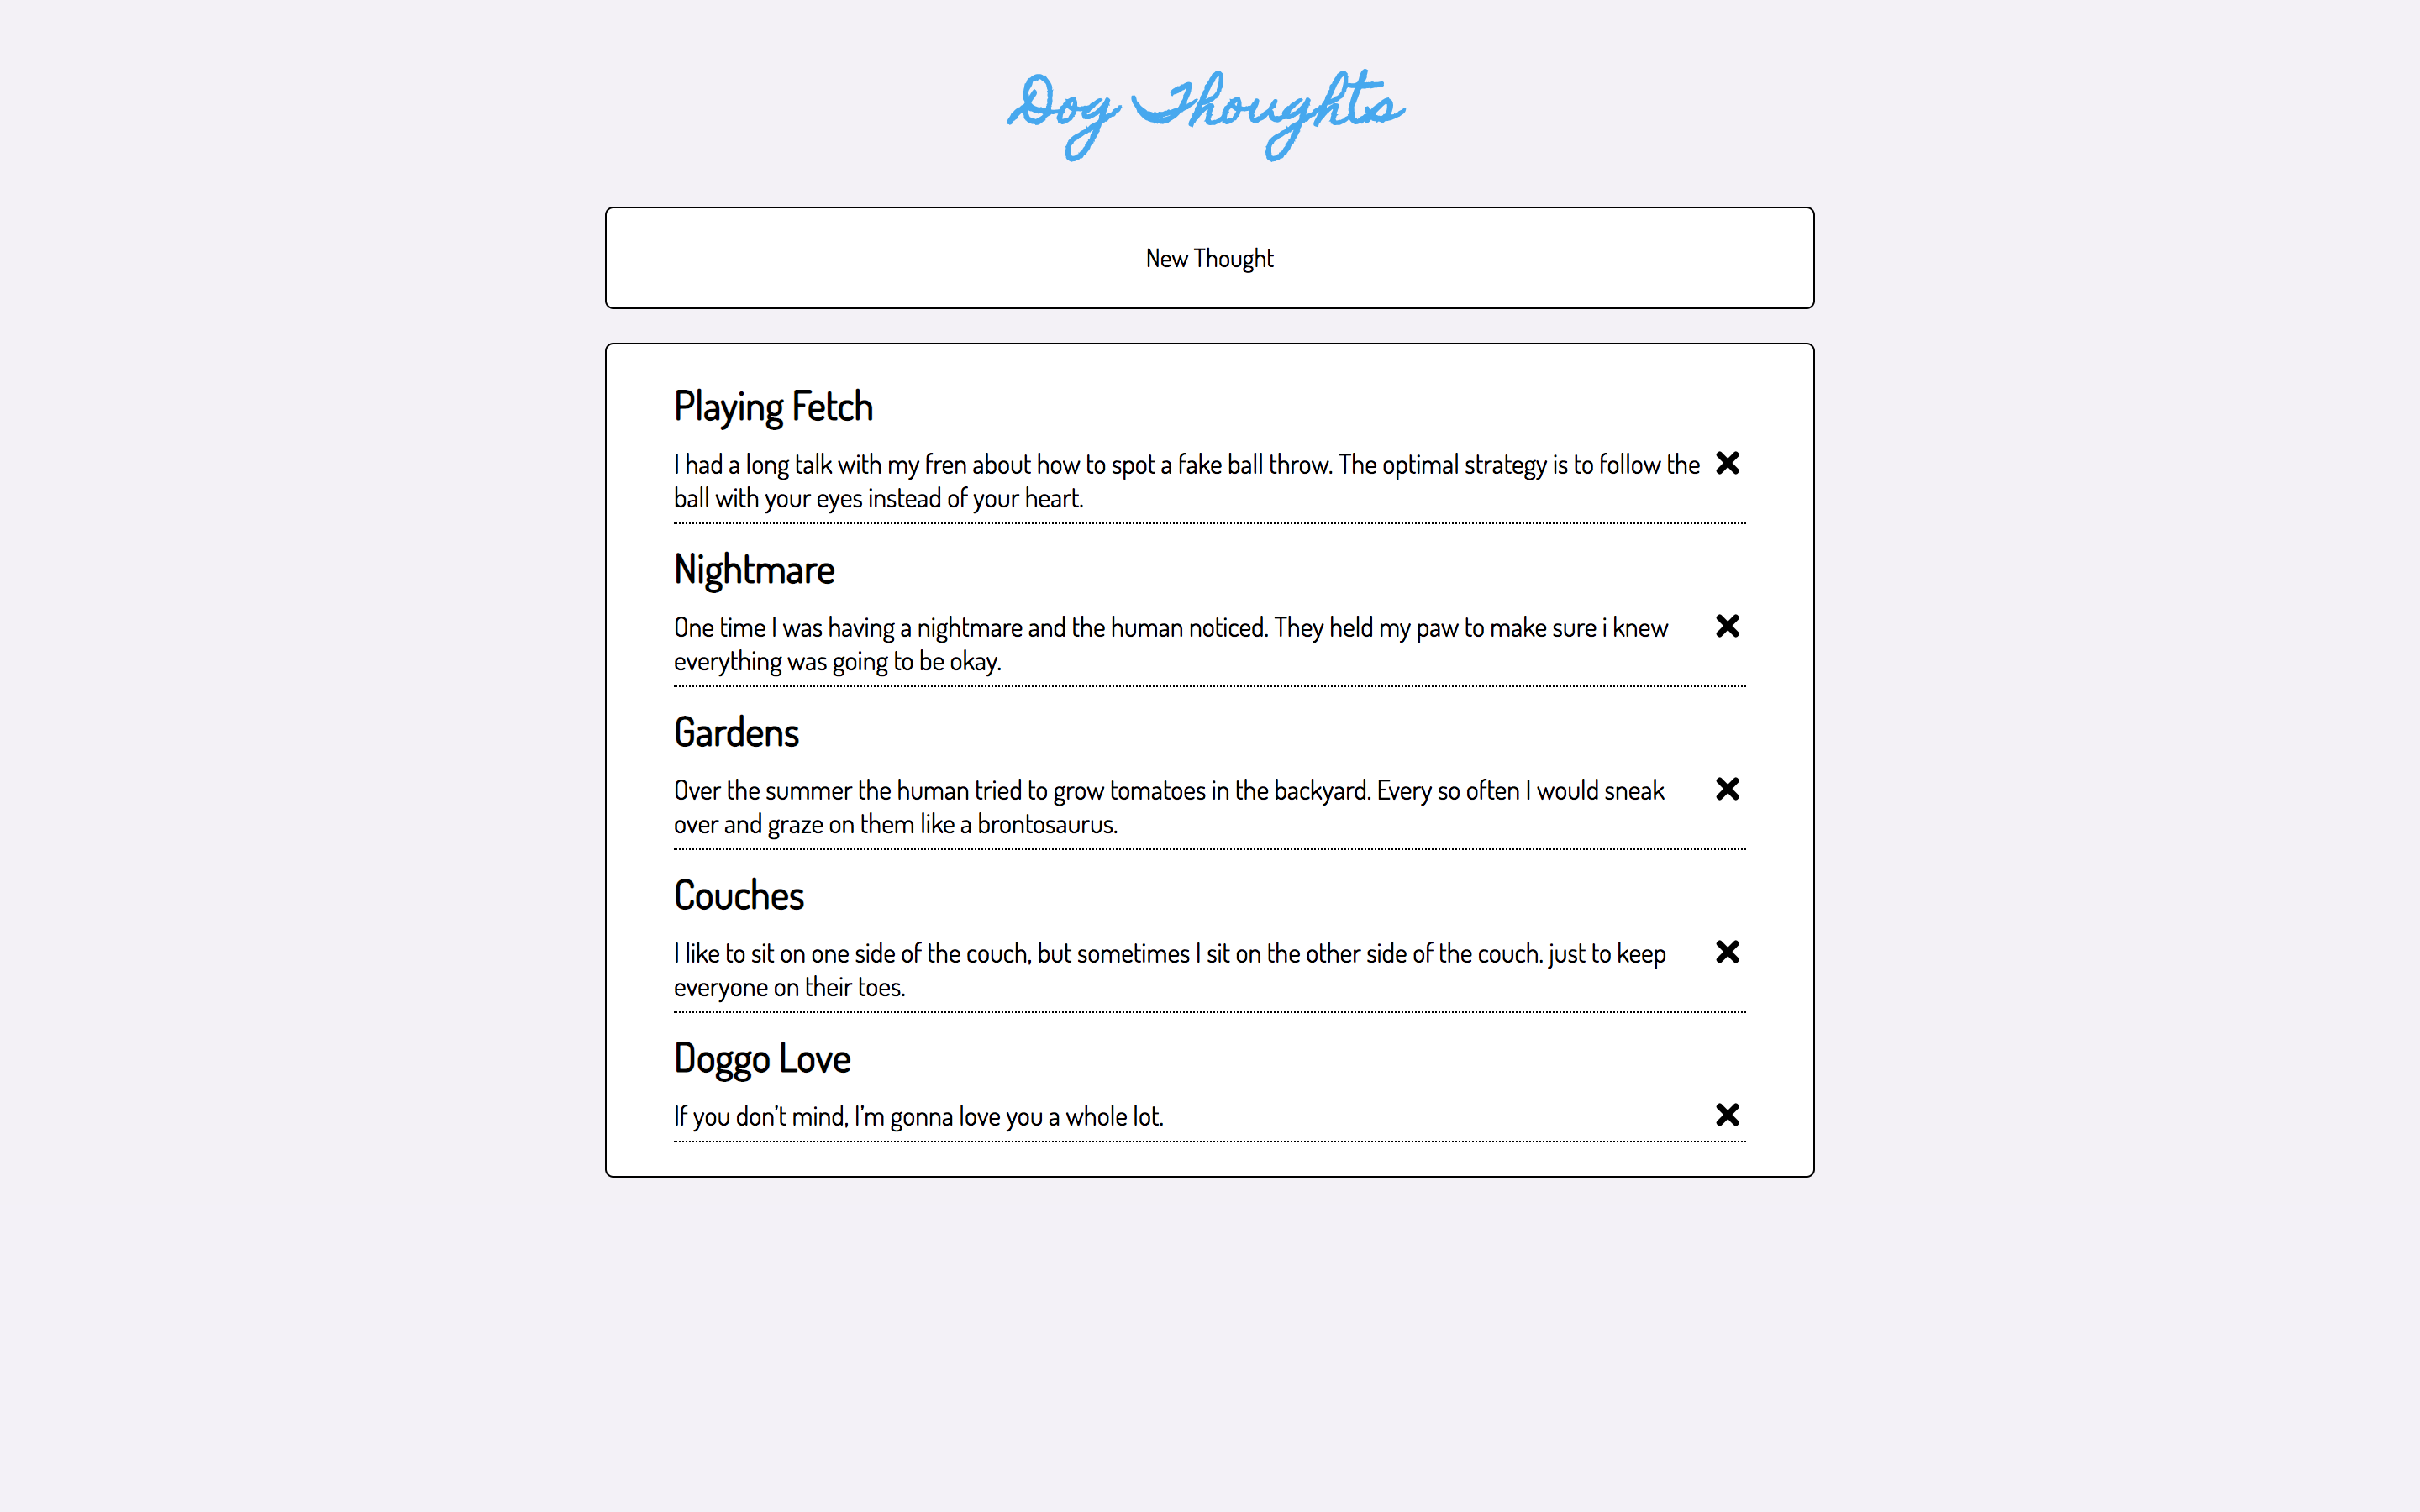 Dog Thoughts
New Thought
Playing Fetch
I had a long talk with my fren about how to spot a fake ball throw. The optimal strategy is to follow the
ball with your eyes instead of your heart.
Nightmare
One time I was having a nightmare and the human noticed. They held my paw to make sure i knew
everything was going to be okay.
Gardens
Over the summer the human tried to grow tomatoes in the backyard. Every so often I would sneak
over and graze on them like a brontosaurus.
Couches
I like to sit on one side of the couch, but sometimes I sit on the other side of the couch. just to keep
everyone on their toes.
Doggo Love
If you don’t mind, I’m gonna love you a whole lot.